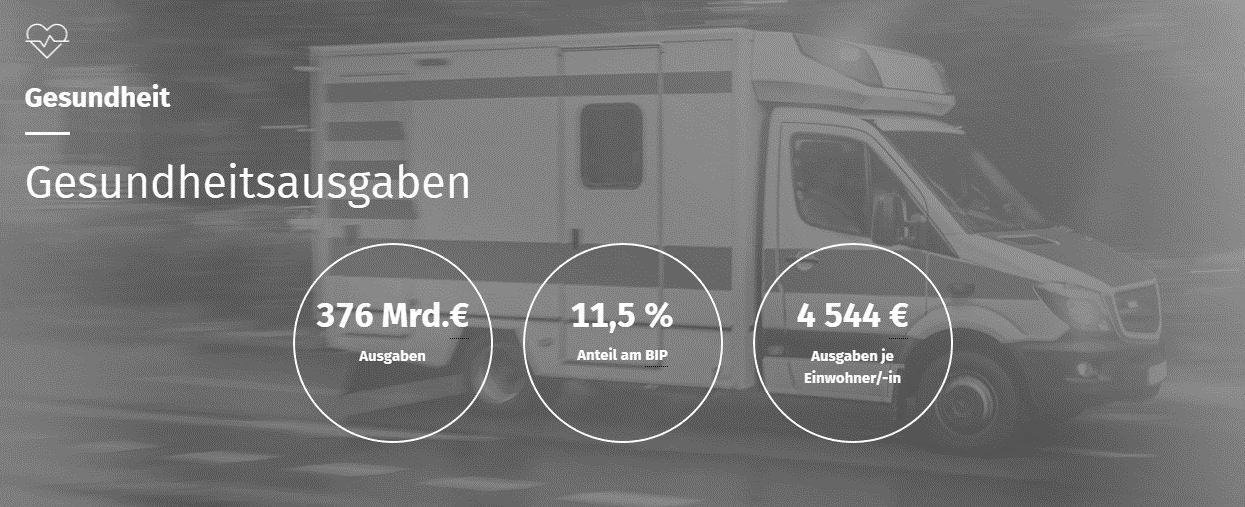 Gesundheit
Gesundheitsausgaben
376 Mrd.€
Ausgaben
11,5 %
Anteil am BIP
4 544 €
Ausgaben je
Einwohner/-in